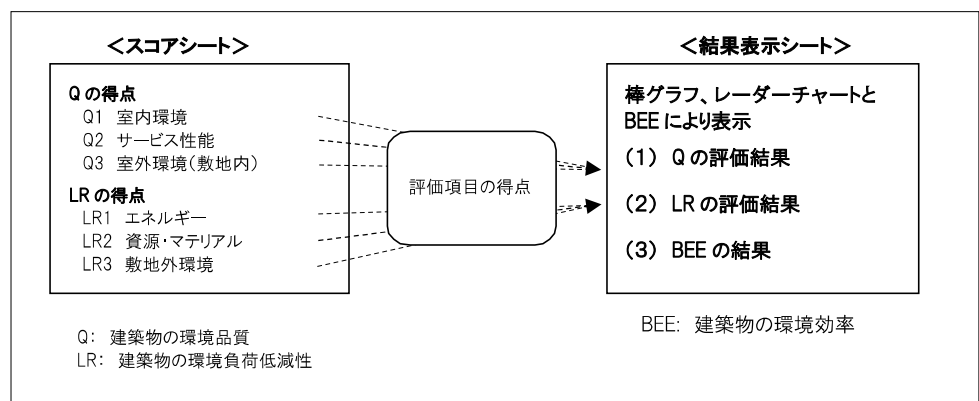 ＜スコアシート＞
Q の得点
Q1 室内環境
Q2 サービス性能
Q3 室外環境(敷地内)
LR の得点
LR1 エネルギー
LR2 資源・マテリアル
LR3 敷地外環境
Q: 建築物の環境品質
LR: 建築物の環境負荷低減性
評価項目の得点
＜結果表示シート＞
棒グラフ、レーダーチャートと
BEE により表示
(1) Q の評価結果
(2) LR の評価結果
(3) BEE の結果
BEE: 建築物の環境効率